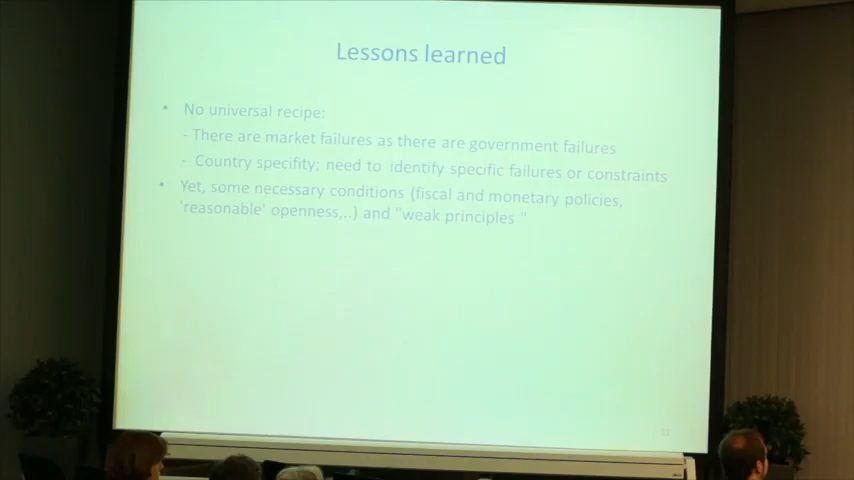 Lessons learned
• No universal recipe:
- There are market failures as there are government failures
- Country specifity: need to identify specific failures or constraints
• Yet, some necessary conditions (fiscal and monetary policies,
'reasonable' openness,..) and "weak principles "